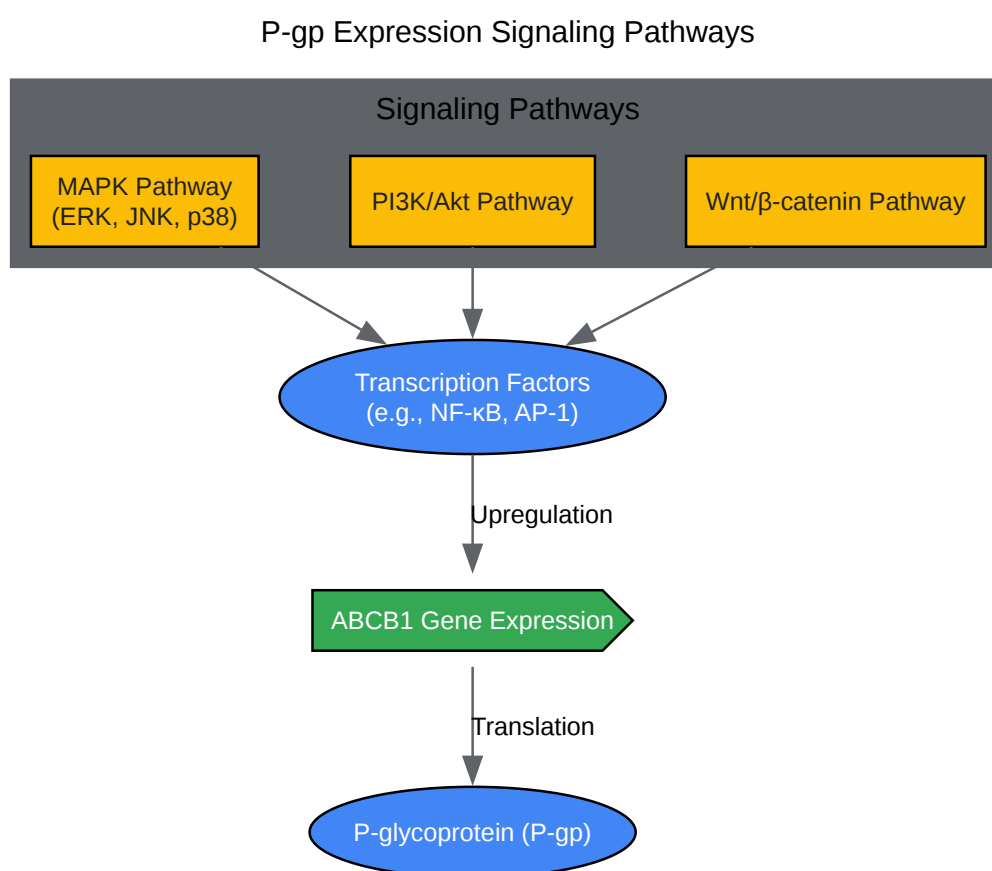 P-gp Expression Signaling Pathways
Signaling Pathways
MAPK Pathway
(ERK, JNK, p38)
PI3K/Akt Pathway
Wnt/β-catenin Pathway
Transcription Factors
(e.g., NF-κB, AP-1)
Upregulation
ABCB1 Gene Expression
Translation
P-glycoprotein (P-gp)